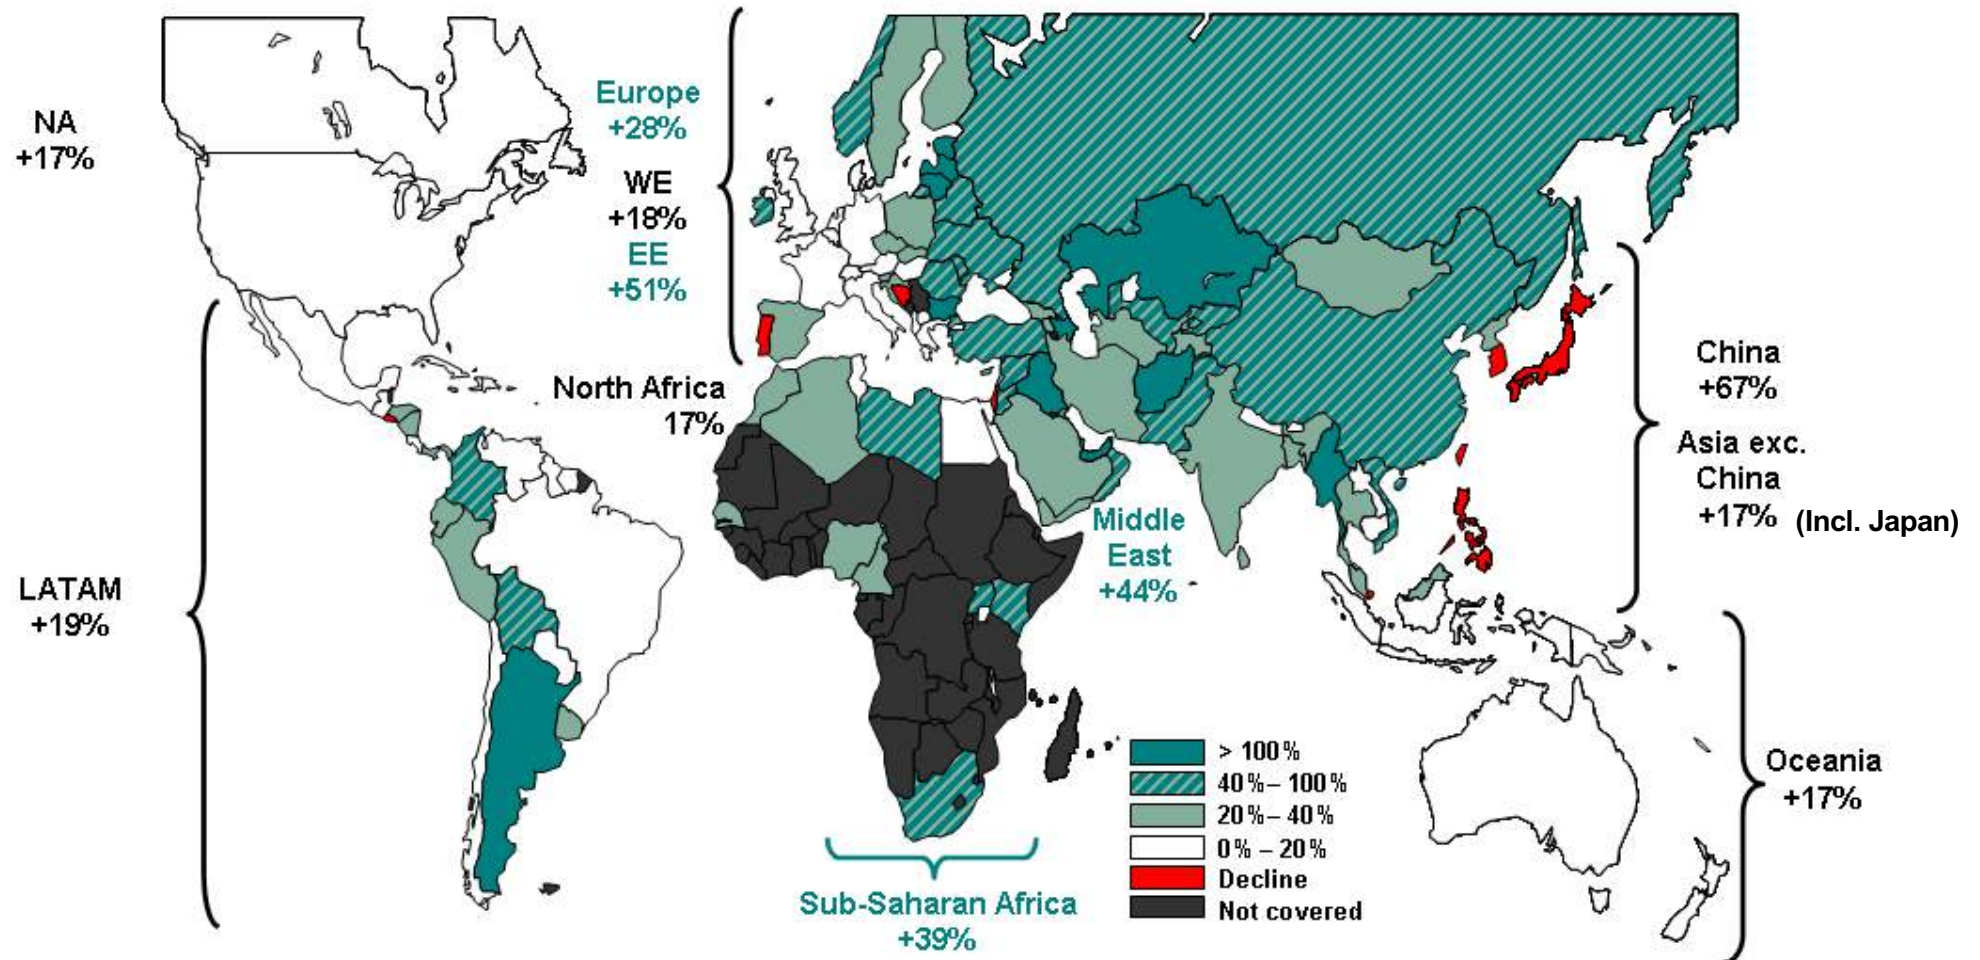 NA
+17%
Europe
+28%
WE
+18%
EE
+51%
North Africa
17%
LATAM
+19%
Middle
East
+44%
China
+67%
Asia exc.
China
+17% (Incl. Japan)
Oceania
+17%
Sub-Saharan Africa
+39%
> 100%
40%– 100%
20%– 40%
0% – 20%
Decline
Not covered